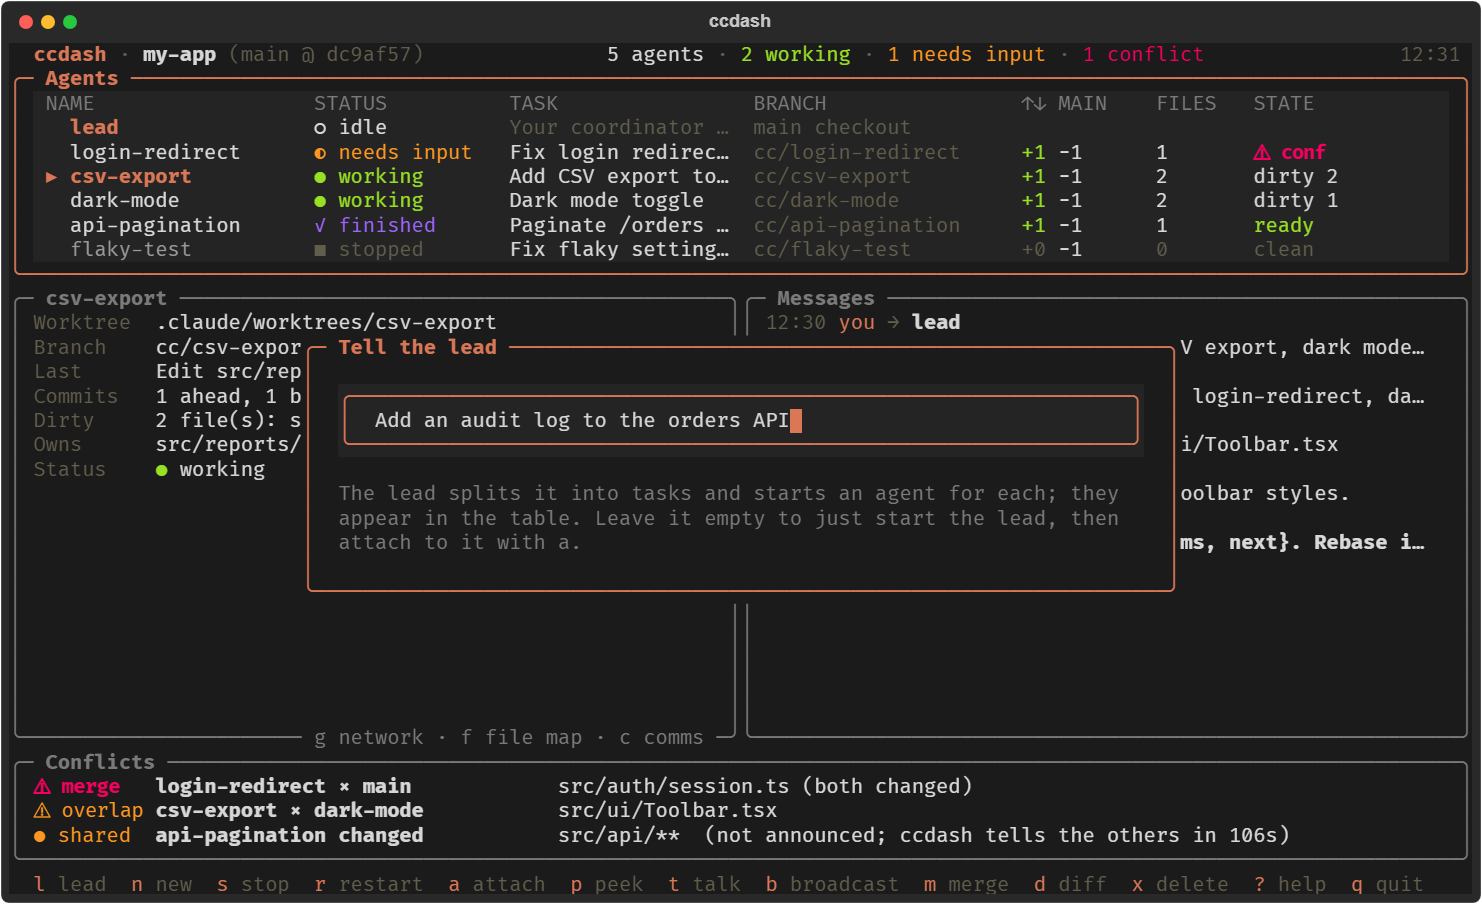 ccdash
ccdash · my-app (main @ dc9af57) 5 agents · 2 working · 1 needs input · 1 conflict 12:31
Agents
NAME STATUS TASK BRANCH ↑↓ MAIN FILES STATE
lead ○ idle Your coordinator … main checkout
login-redirect ◐ needs input Fix login redirec… cc/login-redirect +1 -1 1 ⚠ conf
▶ csv-export ● working Add CSV export to… cc/csv-export +1 -1 2 dirty 2
dark-mode ● working Dark mode toggle cc/dark-mode +1 -1 2 dirty 1
api-pagination √ finished Paginate /orders … cc/api-pagination +1 -1 1 ready
flaky-test ■ stopped Fix flaky setting… cc/flaky-test +0 -1 0 clean
csv-export
Worktree .claude/worktrees/csv-export
Branch cc/csv-expor
Last Edit src/rep
Commits 1 ahead, 1 b
Dirty 2 file(s): s
Owns src/reports/
Status ● working
g network · f file map · c comms
Messages
12:30 you → lead
V export, dark mode…
login-redirect, da…
i/Toolbar.tsx
oolbar styles.
ms, next}. Rebase i…
Tell the lead
Add an audit log to the orders API
The lead splits it into tasks and starts an agent for each; they
appear in the table. Leave it empty to just start the lead, then
attach to it with a.
Conflicts
⚠ merge login-redirect × main src/auth/session.ts (both changed)
⚠ overlap csv-export × dark-mode src/ui/Toolbar.tsx
● shared api-pagination changed src/api/** (not announced; ccdash tells the others in 106s)
l lead n new s stop r restart a attach p peek t talk b broadcast m merge d diff x delete ? help q quit